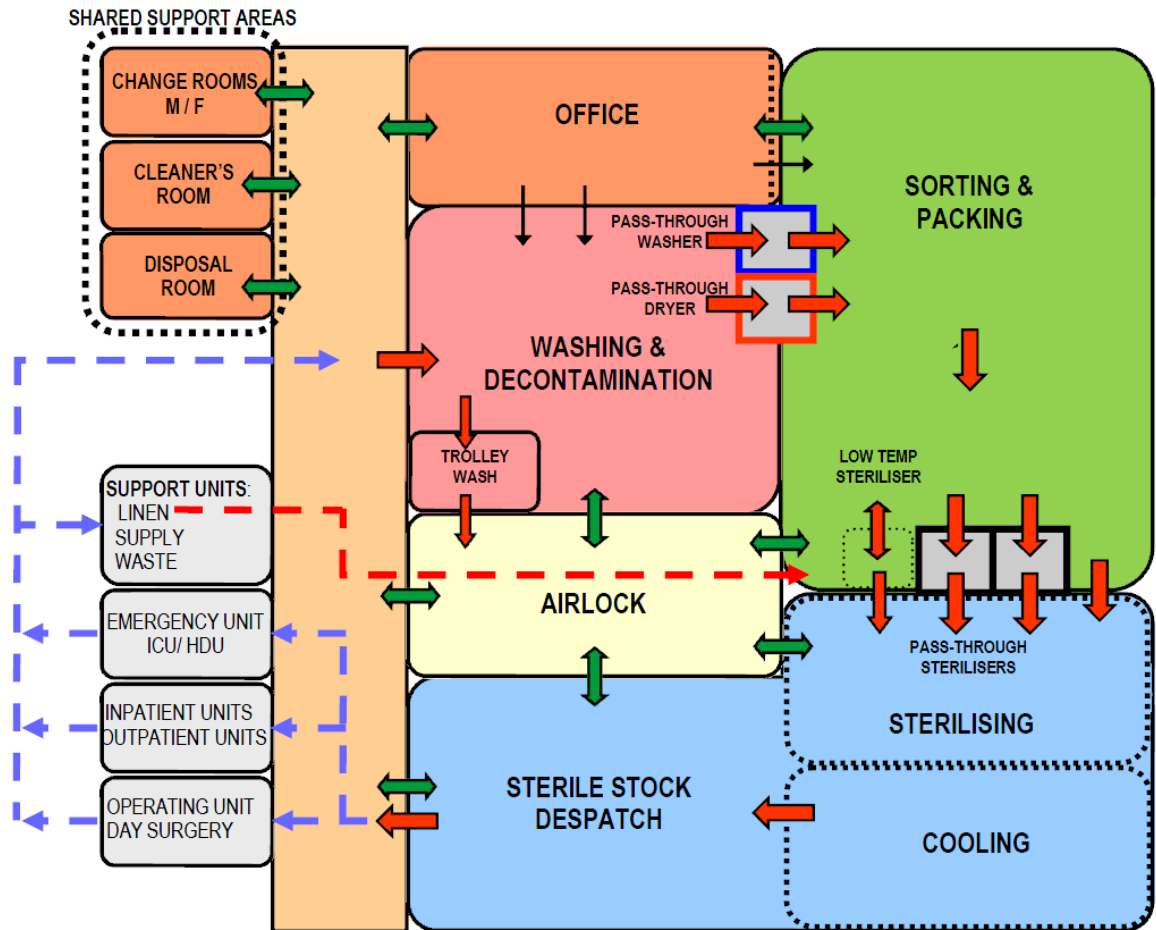 SHARED SUPPORT AREAS
CHANGE ROOMS
M / F
CLEANER'S
ROOM
DISPOSAL
ROOM
OFFICE
SORTING &
PACKING
PASS-THROUGH
WASHER
PASS-THROUGH
DRYER
WASHING &
DECONTAMINATION
TROLLEY
WASH
LOW TEMP
STERILISER
SUPPORT UNITS:
LINEN
SUPPLY
WASTE
AIRLOCK
EMERGENCY UNIT
ICU/ HDU
PASS-THROUGH
STERILISERS
INPATIENT UNITS
OUTPATIENT UNITS
STERILISING
OPERATING UNIT
DAY SURGERY
STERILE STOCK
DESPATCH
COOLING